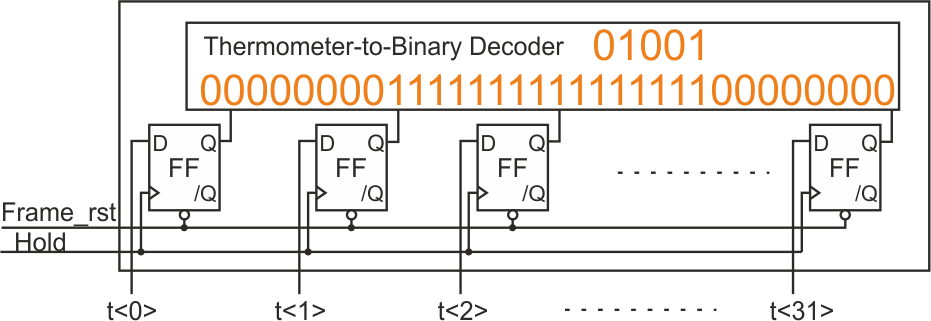 Thermometer-to-Binary Decoder 01001
00000000111111111111111100000000
D Q D Q D Q D Q
FF FF FF FF
/Q /Q /Q /Q
Frame_rst
Hold
t<0> t<1> t<2> t<31>